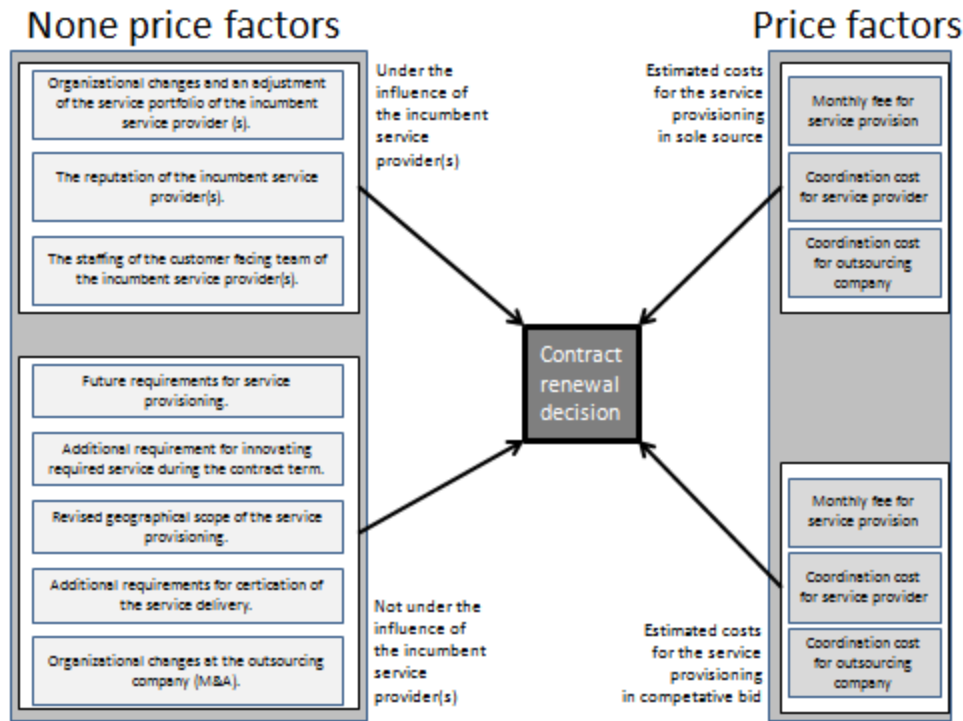 None price factors
Price factors
Organizational changes and an adjustment
of the service portfolio of the incumbent
service provider (s).
The reputation of the incumbent service
provider(s).
The staffing of the customer facing team of
the incumbent service provider(s).
Under the
influence of
the incumbent
service
provider(s)
Estimated costs
for the service
provisioning
in sole source
Monthly fee for
service provision
Coordination cost
for service provider
Coordination cost
for outsourcing
company
Contract
renewal
decision
Future requirements for service
provisioning.
Additional requirement for innovating
required service during the contract term.
Revised geographical scope of the service
provisioning.
Additional requirements for certication of
the service delivery.
Organizational changes at the outsourcing
company (M&A).
Not under the
influence of
the incumbent
service
provider(s)
Estimated costs
for the service
provisioning
in competative bid
Monthly fee for
service provision
Coordination cost
for service provider
Coordination cost
for outsourcing
company